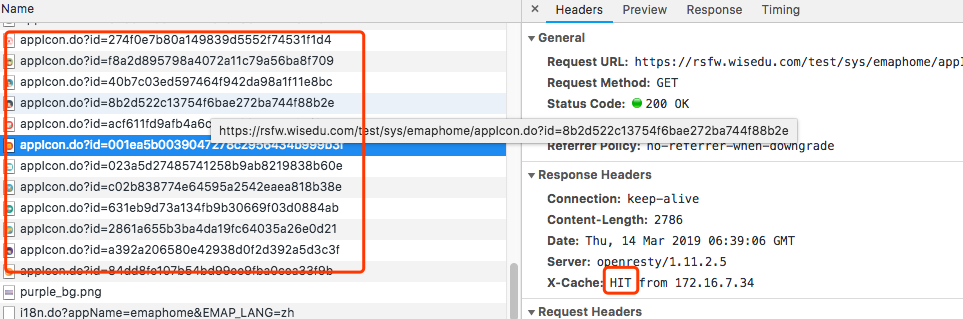 Name
appIcon.do?id=274f0e7b80a149839d5552f74531f1d4
appIcon.do?id=f8a2d895798a4072a11c79a56ba8f709
appIcon.do?id=40b7c03ed597464f942da98a1f11e8bc
appIcon.do?id=8b2d522c13754f6bae272ba744f88b2e
appIcon.do?id=acf611fd9afb4a6c
appIcon.do?id=001ea5b0039047278c2956434b999b3f
appIcon.do?id=023a5d27485741258b9ab8219838b60e
appIcon.do?id=c02b838774e64595a2542eaea818b38e
appIcon.do?id=631eb9d73a134fb9b30669f03d0884ab
appIcon.do?id=2861a655b3ba4da19fc64035a26e0d21
appIcon.do?id=a392a206580e42938d0f2d392a5d3c3f
appIcon.do?id=84dd8fe107b54bd99ee9fba0eea33f9b
purple_bg.png
i18n.do?appName=emaphome&EMAP_LANG=zh
https://rsfw.wisedu.com/test/sys/emaphome/appIcon.do?id=8b2d522c13754f6bae272ba744f88b2e
× Headers Preview Response Timing
▼ General
Request URL: https://rsfw.wisedu.com/test/sys/emaphome/appI
Request Method: GET
Status Code: 200 OK
Referrer Policy: no-referrer-when-downgrade
▼ Response Headers
Connection: keep-alive
Content-Length: 2786
Date: Thu, 14 Mar 2019 06:39:06 GMT
Server: openresty/1.11.2.5
X-Cache: HIT from 172.16.7.34
▼ Request Headers